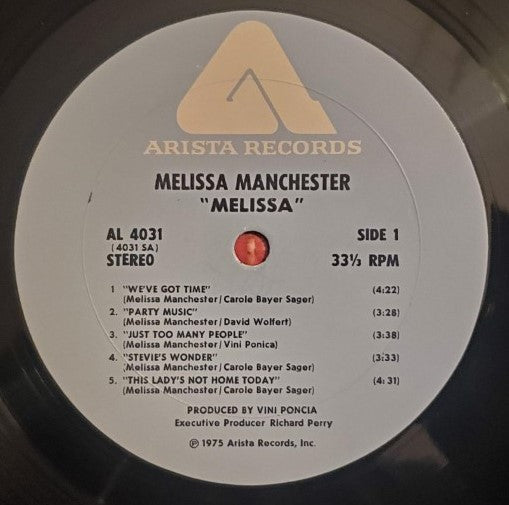 ARISTA RECORDS
MELISSA MANCHESTER
"MELISSA"
AL 4031 SIDE 1
(4031 SA)
STEREO 33⅓ RPM
1 "WE'VE GOT TIME" (4:22)
(Melissa Manchester/Carole Bayer Sager)
2. "PARTY MUSIC" (3:28)
(Melissa Manchester/David Wolfert)
3. "JUST TOO MANY PEOPLE" (3:38)
(Melissa Manchester/Vini Ponica)
4. "STEVIE'S WONDER" (3:33)
(Melissa Manchester/Carole Bayer Sager)
5. "THIS LADY'S NOT HOME TODAY" (4:31)
(Melissa Manchester/Carole Bayer Sager)
PRODUCED BY VINI PONCIA
Executive Producer Richard Perry
℗ 1975 Arista Records, Inc.